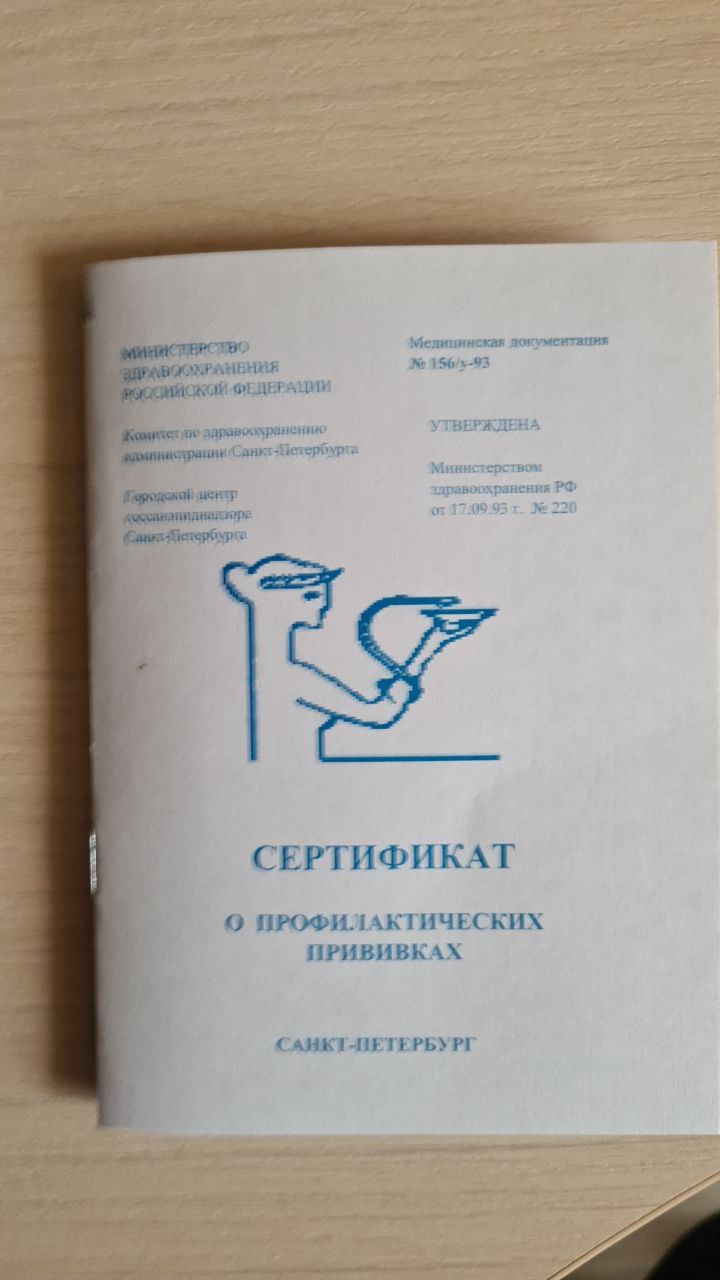 МИНИСТЕРСТВО
ЗДРАВООХРАНЕНИЯ
РОССИЙСКОЙ ФЕДЕРАЦИИ
Комитет по здравоохранению
администрации Санкт-Петербурга
Городской центр
госсанэпиднадзора
Санкт-Петербурга
Медицинская документация
№ 156/у-93
УТВЕРЖДЕНА
Министерством
здравоохранения РФ
от 17.09.93 г. № 220
СЕРТИФИКАТ
О ПРОФИЛАКТИЧЕСКИХ
ПРИВИВКАХ
САНКТ-ПЕТЕРБУРГ